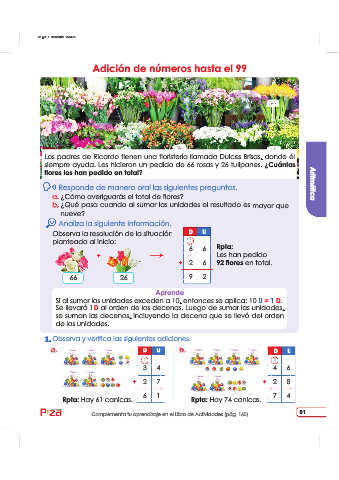 Adición de números hasta el 99
Los padres de Ricardo tienen una floristería llamada Dulces Brisas, donde él
siempre ayuda. Les hicieron un pedido de 66 rosas y 26 tulipanes. ¿Cuántas
flores les han pedido en total?
Aritmética
Responde de manera oral las siguientes preguntas.
a. ¿Cómo averiguarás el total de flores?
b. ¿Qué pasa cuando al sumar las unidades el resultado es mayor que
nueve?
Analiza la siguiente información.
Observa la resolución de la situación
planteada al inicio:
+
66
26
D U
6 6
+ 2 6
9 2
Rpta:
Les han pedido
92 flores en total.
Aprende
Si al sumar las unidades exceden a 10, entonces se aplica: 10 U = 1 D.
Se llevará 1 D al orden de las decenas. Luego de sumar las unidades,
se suman las decenas, incluyendo la decena que se llevó del orden
de las unidades.
1. Observa y verifica las siguientes adiciones.
a.
D U
3 4
+ 2 7
6 1
Rpta: Hay 61 canicas.
b.
D U
4 6
+ 2 8
7 4
Rpta: Hay 74 canicas.
Complementa tu aprendizaje en el Libro de Actividades (pág. 160)
81